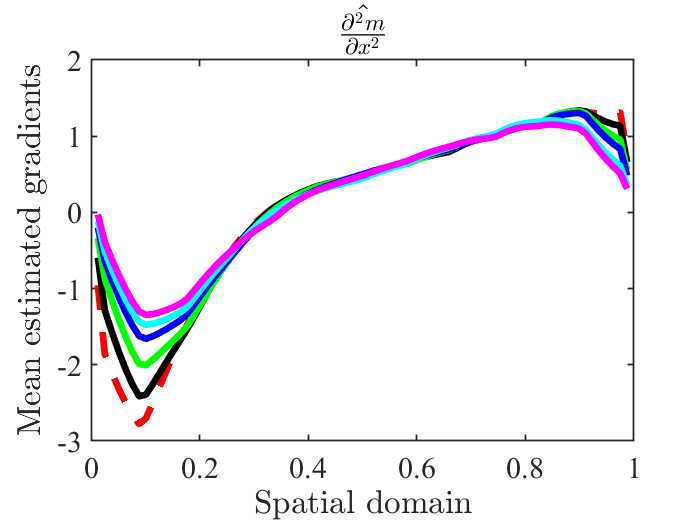 ∂²m̂
∂x²
Mean estimated gradients
2
1
0
-1
-2
-3
0 0.2 0.4 0.6 0.8 1
Spatial domain